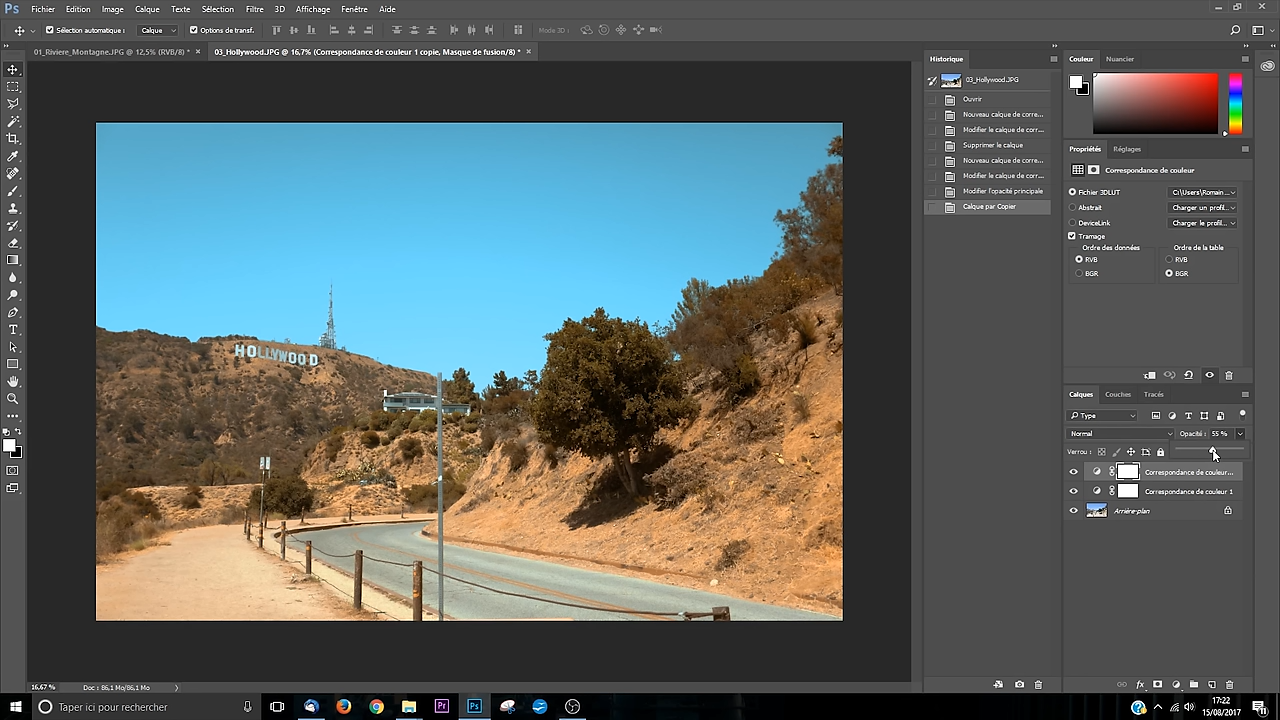 Ps Fichier Edition Image Calque Texte Sélection Filtre 3D Affichage Fenêtre Aide
Sélection automatique : Calque Options de transf. Mode 3D :
01_Riviere_Montagne.JPG @ 12,5% (RVB/8) * × 03_Hollywood.JPG @ 16,7% (Correspondance de couleur 1 copie, Masque de fusion/8) * ×
Historique
03_Hollywood.JPG
Ouvrir
Nouveau calque de corre...
Modifier le calque de corr...
Supprimer le calque
Nouveau calque de corre...
Modifier le calque de corr...
Modifier l'opacité principale
Calque par Copier
Couleur Nuancier
Propriétés Réglages
Correspondance de couleur
Fichier 3DLUT C:\Users\Romain ...
Abstrait Charger un profil...
DeviceLink Charger le profil...
Tramage
Ordre des données Ordre de la table
RVB RVB
BGR BGR
Calques Couches Tracés
Type
Normal Opacité : 55 %
Verrou :
Correspondance de couleur...
Correspondance de couleur 1
Arrière-plan
HOLLYWOOD
16,67 % Doc : 86,1 Mo/86,1 Mo
Taper ici pour rechercher
Pr Ps
17:22
15/08/2017